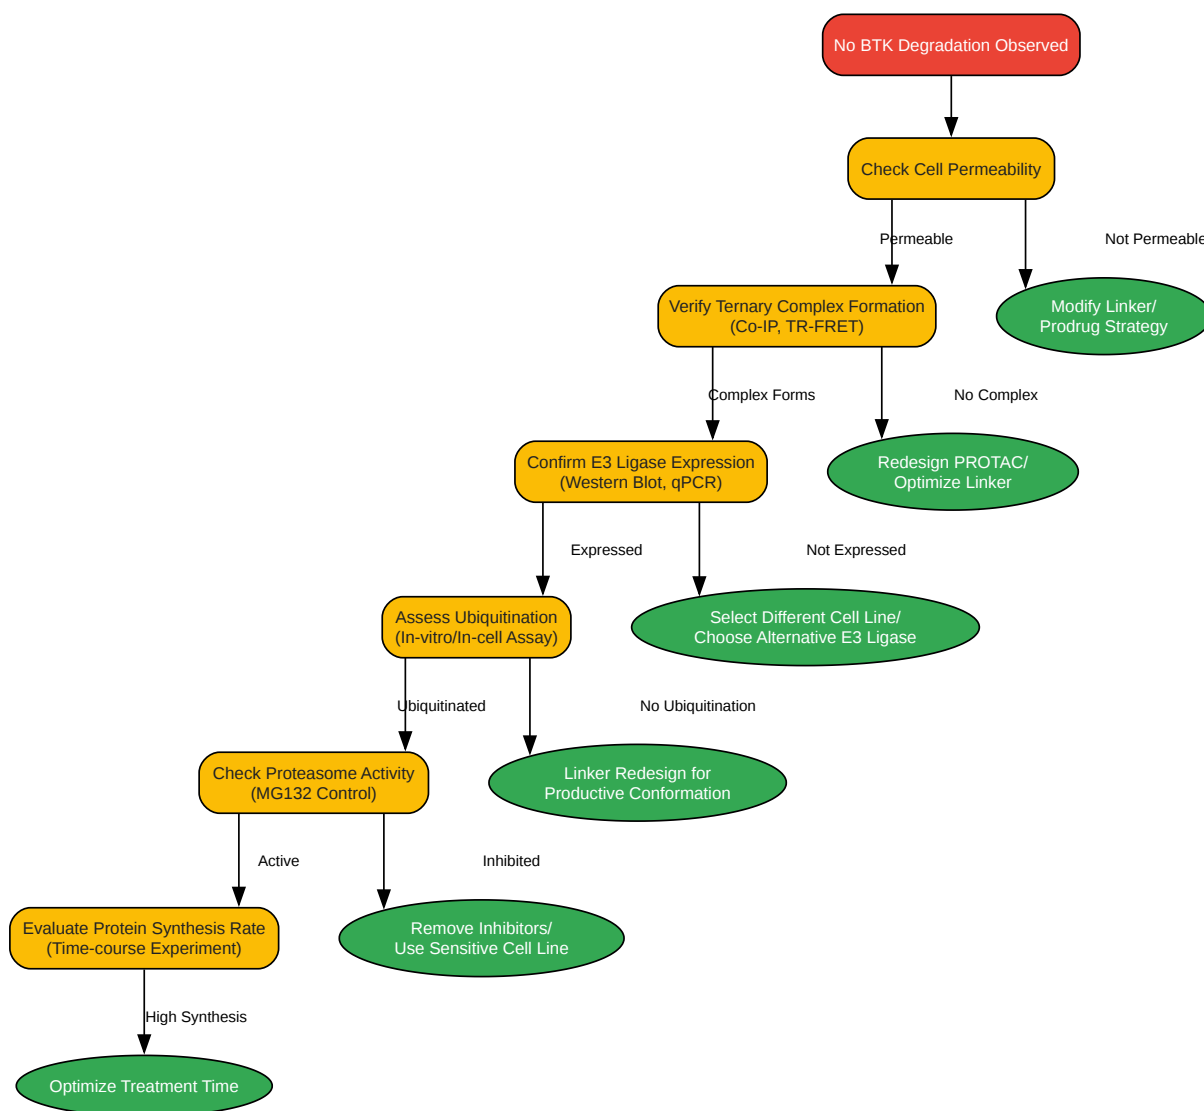 No BTK Degradation Observed
Check Cell Permeability
Permeable
Not Permeable
Verify Ternary Complex Formation
(Co-IP, TR-FRET)
Modify Linker/
Prodrug Strategy
Complex Forms
No Complex
Confirm E3 Ligase Expression
(Western Blot, qPCR)
Redesign PROTAC/
Optimize Linker
Expressed
Not Expressed
Assess Ubiquitination
(In-vitro/In-cell Assay)
Select Different Cell Line/
Choose Alternative E3 Ligase
Ubiquitinated
No Ubiquitination
Check Proteasome Activity
(MG132 Control)
Linker Redesign for
Productive Conformation
Active
Inhibited
Evaluate Protein Synthesis Rate
(Time-course Experiment)
Remove Inhibitors/
Use Sensitive Cell Line
High Synthesis
Optimize Treatment Time